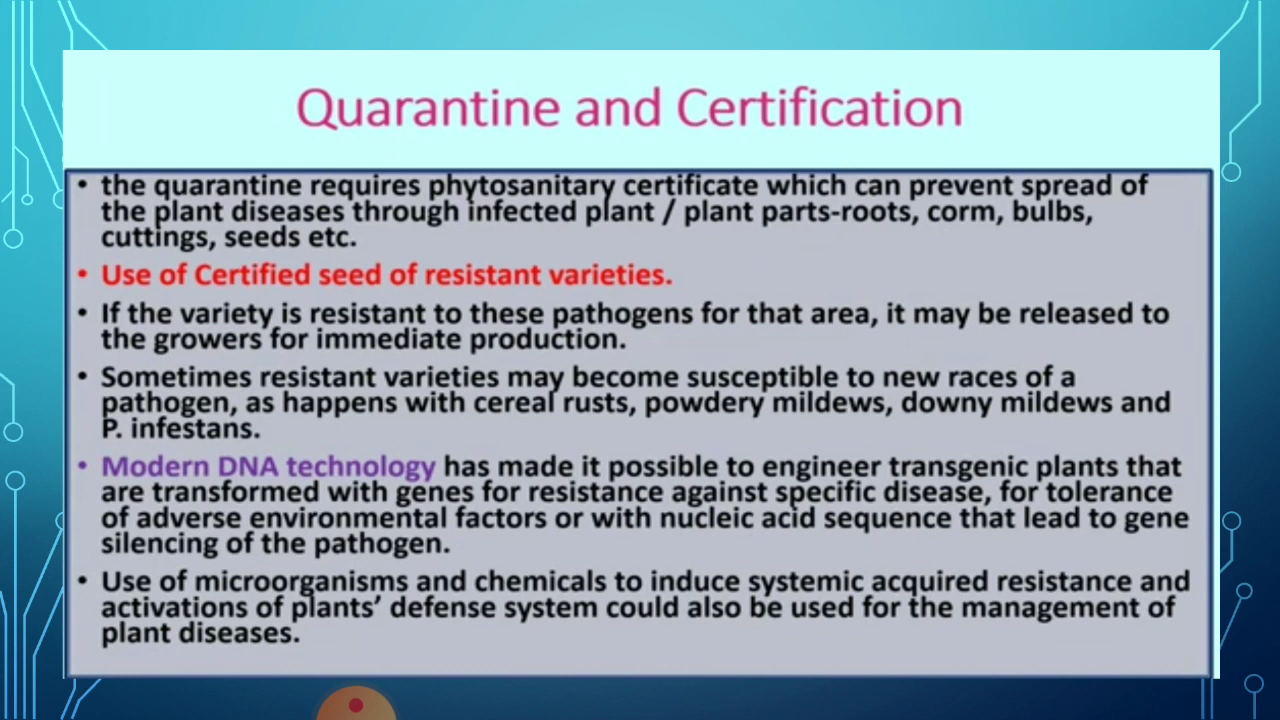 Quarantine and Certification
• the quarantine requires phytosanitary certificate which can prevent spread of
the plant diseases through infected plant / plant parts-roots, corm, bulbs,
cuttings, seeds etc.
• Use of Certified seed of resistant varieties.
• If the variety is resistant to these pathogens for that area, it may be released to
the growers for immediate production.
• Sometimes resistant varieties may become susceptible to new races of a
pathogen, as happens with cereal rusts, powdery mildews, downy mildews and
P. infestans.
• Modern DNA technology has made it possible to engineer transgenic plants that
are transformed with genes for resistance against specific disease, for tolerance
of adverse environmental factors or with nucleic acid sequence that lead to gene
silencing of the pathogen.
• Use of microorganisms and chemicals to induce systemic acquired resistance and
activations of plants’ defense system could also be used for the management of
plant diseases.